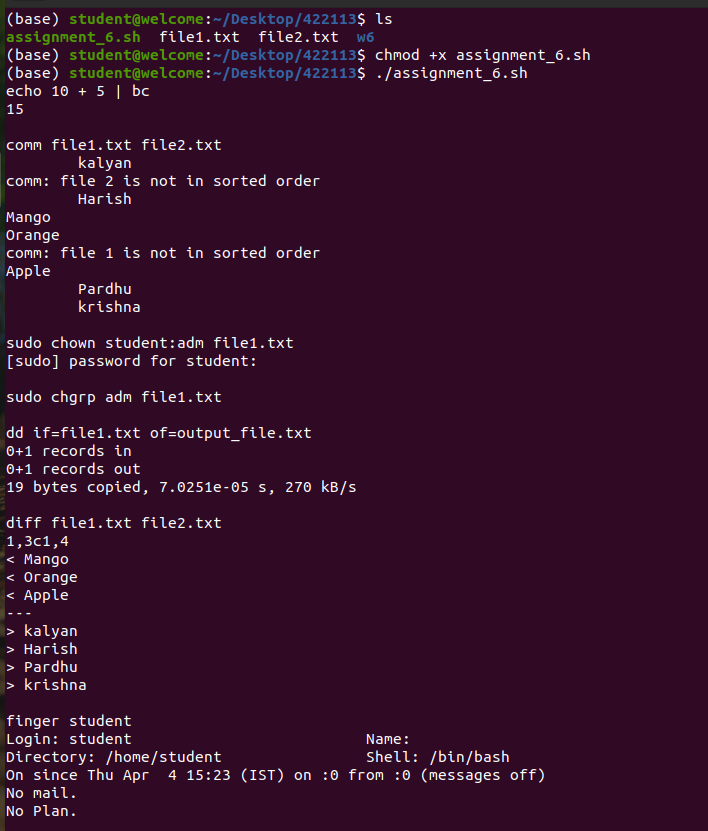 (base) student@welcome:~/Desktop/422113$ ls
assignment_6.sh  file1.txt  file2.txt  w6
(base) student@welcome:~/Desktop/422113$ chmod +x assignment_6.sh
(base) student@welcome:~/Desktop/422113$ ./assignment_6.sh
echo 10 + 5 | bc
15

comm file1.txt file2.txt
        kalyan
comm: file 2 is not in sorted order
        Harish
Mango
Orange
comm: file 1 is not in sorted order
Apple
        Pardhu
        krishna

sudo chown student:adm file1.txt
[sudo] password for student:

sudo chgrp adm file1.txt

dd if=file1.txt of=output_file.txt
0+1 records in
0+1 records out
19 bytes copied, 7.0251e-05 s, 270 kB/s

diff file1.txt file2.txt
1,3c1,4
< Mango
< Orange
< Apple
---
> kalyan
> Harish
> Pardhu
> krishna

finger student
Login: student                          Name:
Directory: /home/student                Shell: /bin/bash
On since Thu Apr  4 15:23 (IST) on :0 from :0 (messages off)
No mail.
No Plan.